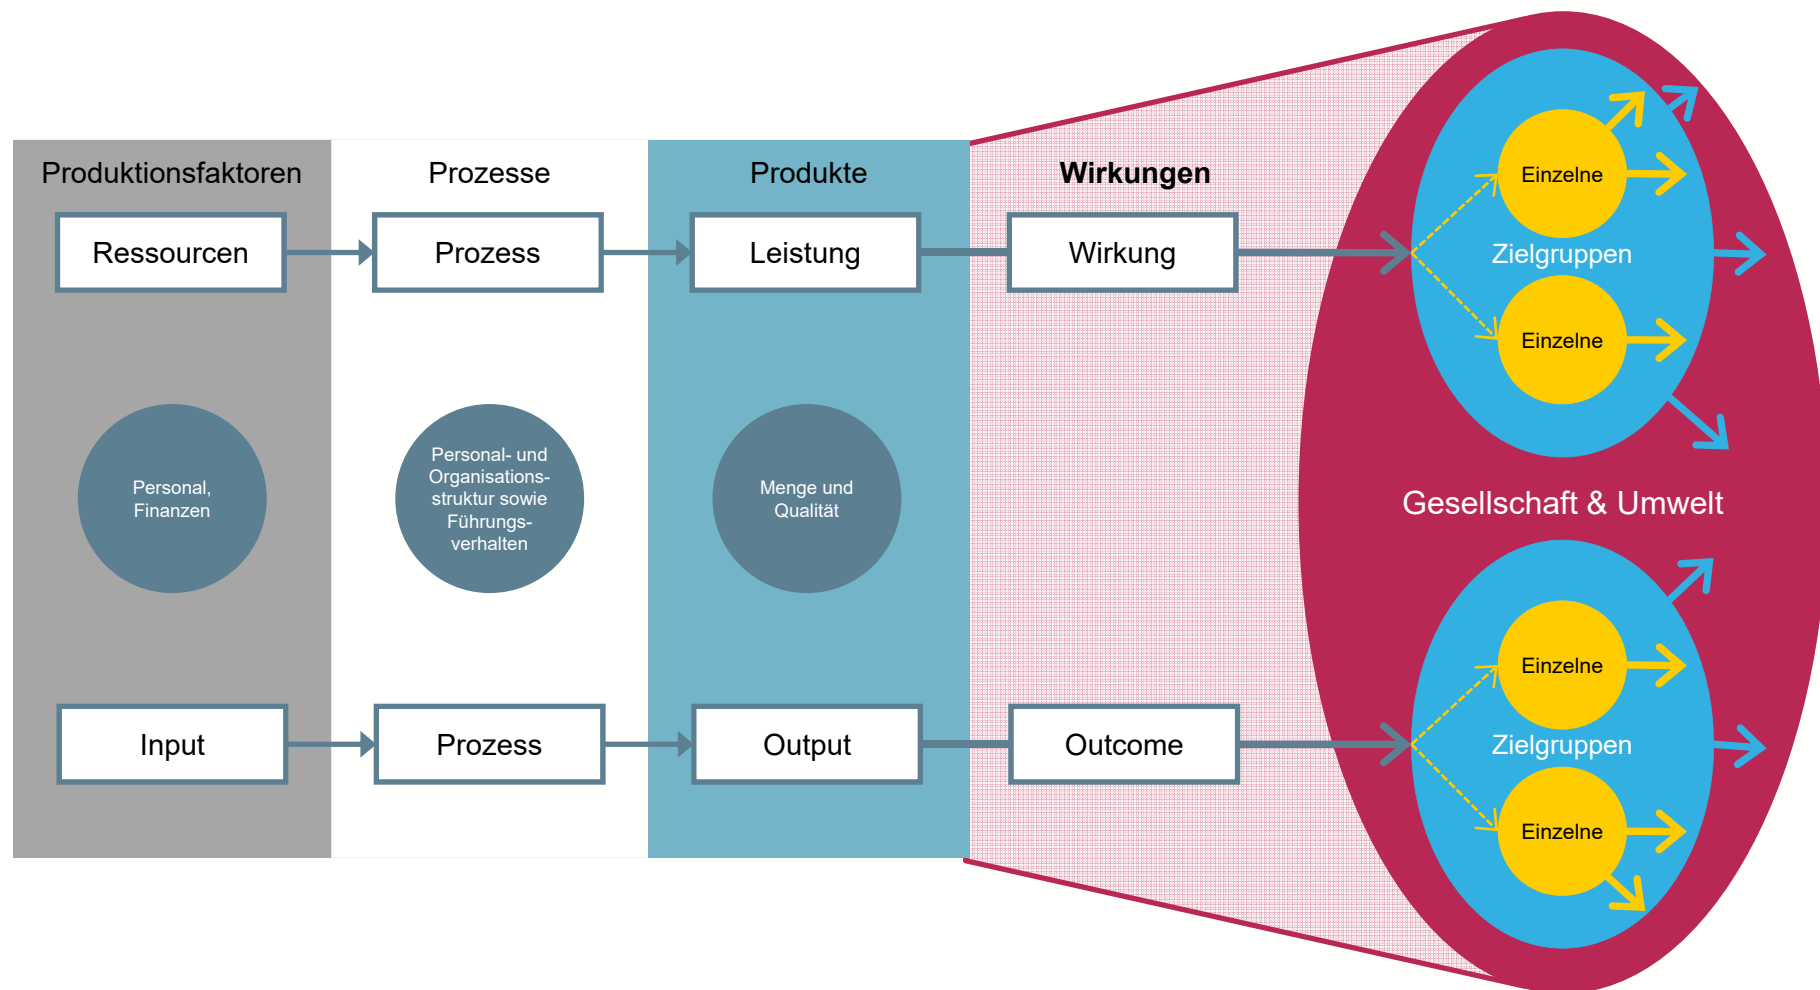 Produktionsfaktoren
Prozesse
Produkte
Wirkungen
Ressourcen
Prozess
Leistung
Wirkung
Einzelne
Zielgruppen
Einzelne
Personal,
Finanzen
Personal- und
Organisations-
struktur sowie
Führungs-
verhalten
Menge und
Qualität
Gesellschaft & Umwelt
Input
Prozess
Output
Outcome
Einzelne
Zielgruppen
Einzelne